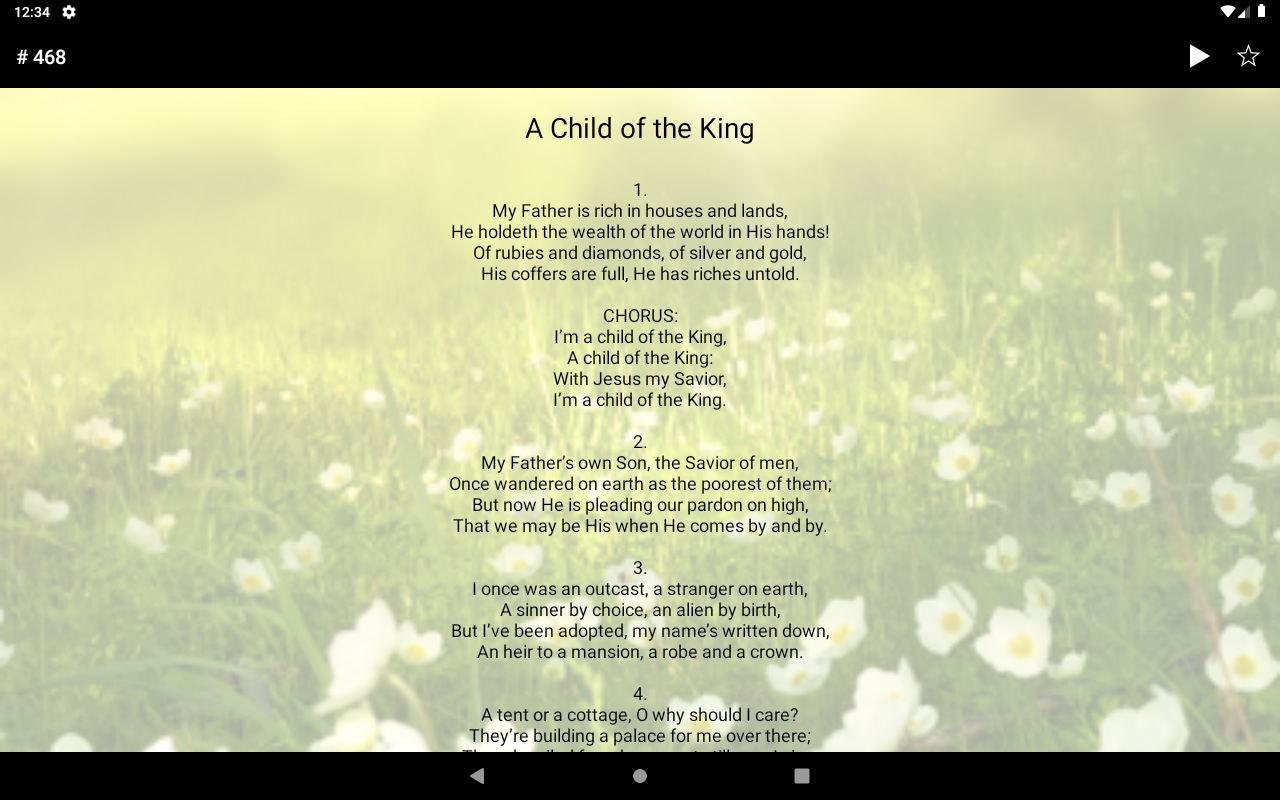 12:34
# 468
A Child of the King
1.
My Father is rich in houses and lands,
He holdeth the wealth of the world in His hands!
Of rubies and diamonds, of silver and gold,
His coffers are full, He has riches untold.
CHORUS:
I’m a child of the King,
A child of the King:
With Jesus my Savior,
I’m a child of the King.
2.
My Father’s own Son, the Savior of men,
Once wandered on earth as the poorest of them;
But now He is pleading our pardon on high,
That we may be His when He comes by and by.
3.
I once was an outcast, a stranger on earth,
A sinner by choice, an alien by birth,
But I’ve been adopted, my name’s written down,
An heir to a mansion, a robe and a crown.
4.
A tent or a cottage, O why should I care?
They’re building a palace for me over there;